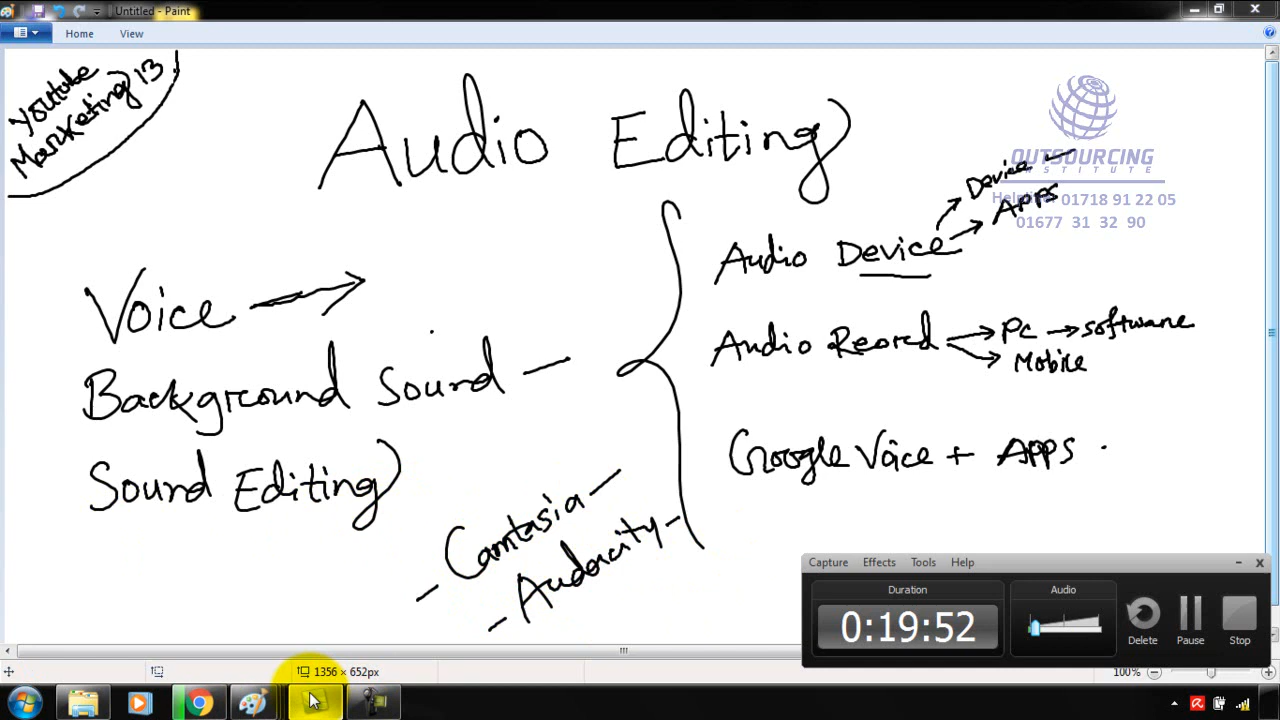 Untitled - Paint
Home View
Youtube
Marketing 13
Audio Editing
OUTSOURCING
INSTITUTE
Helpline: 01718 91 22 05
01677 31 32 90
Device
APPS
Audio Device
Voice
Audio Reored
Pc
software
Mobile
Background Sound
Google Voice + APPS
Sound Editing
Camtasia
Audacity
Capture Effects Tools Help
Duration
Audio
0:19:52
Delete Pause Stop
1356 × 652px
100%